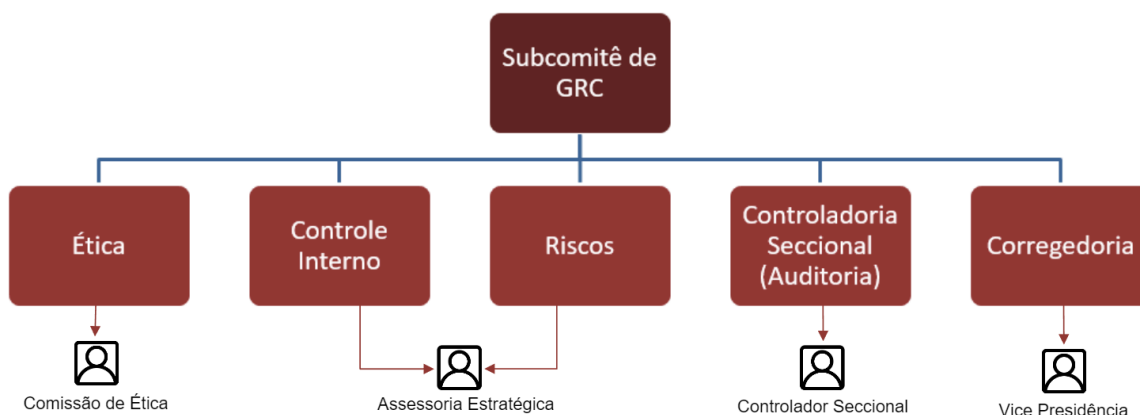 Subcomitê de
GRC
Ética
Controle
Interno
Riscos
Controladoria
Seccional
(Auditoria)
Corregedoria
Comissão de Ética
Assessoria Estratégica
Controlador Seccional
Vice Presidência